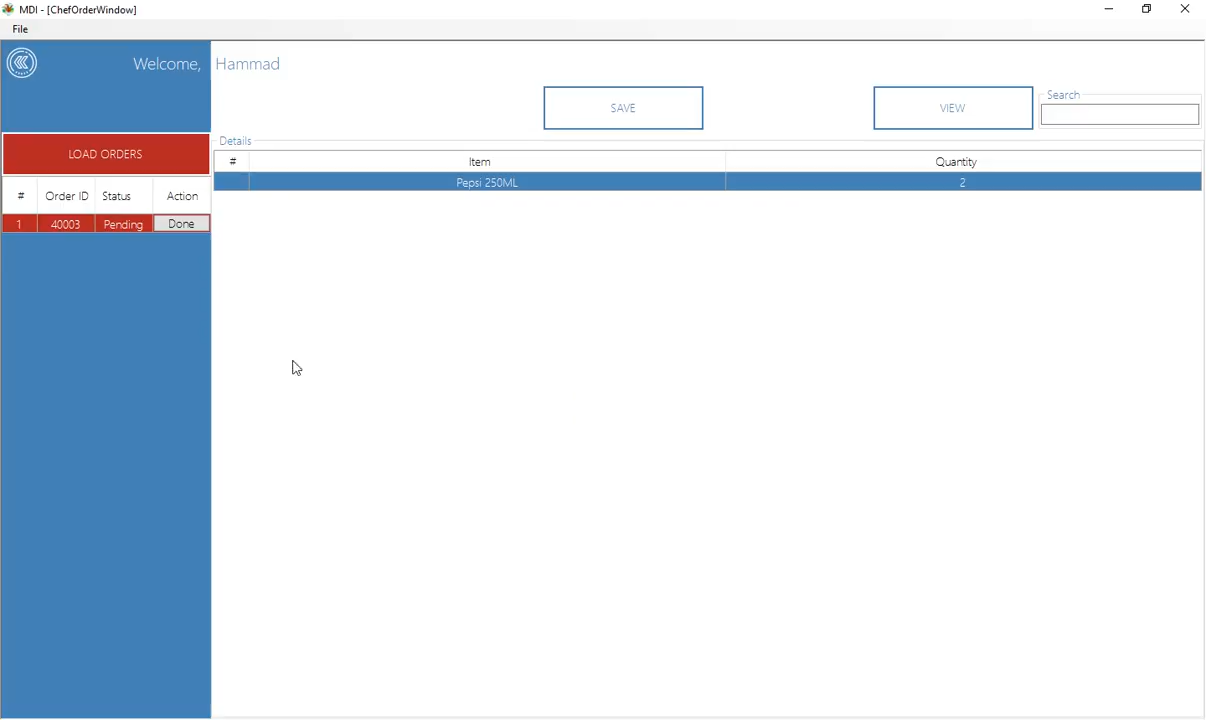 MDI - [ChefOrderWindow]
File
Welcome, Hammad
SAVE
VIEW
Search
LOAD ORDERS
Details
# Item Quantity
Pepsi 250ML 2
# Order ID Status Action
1 40003 Pending Done